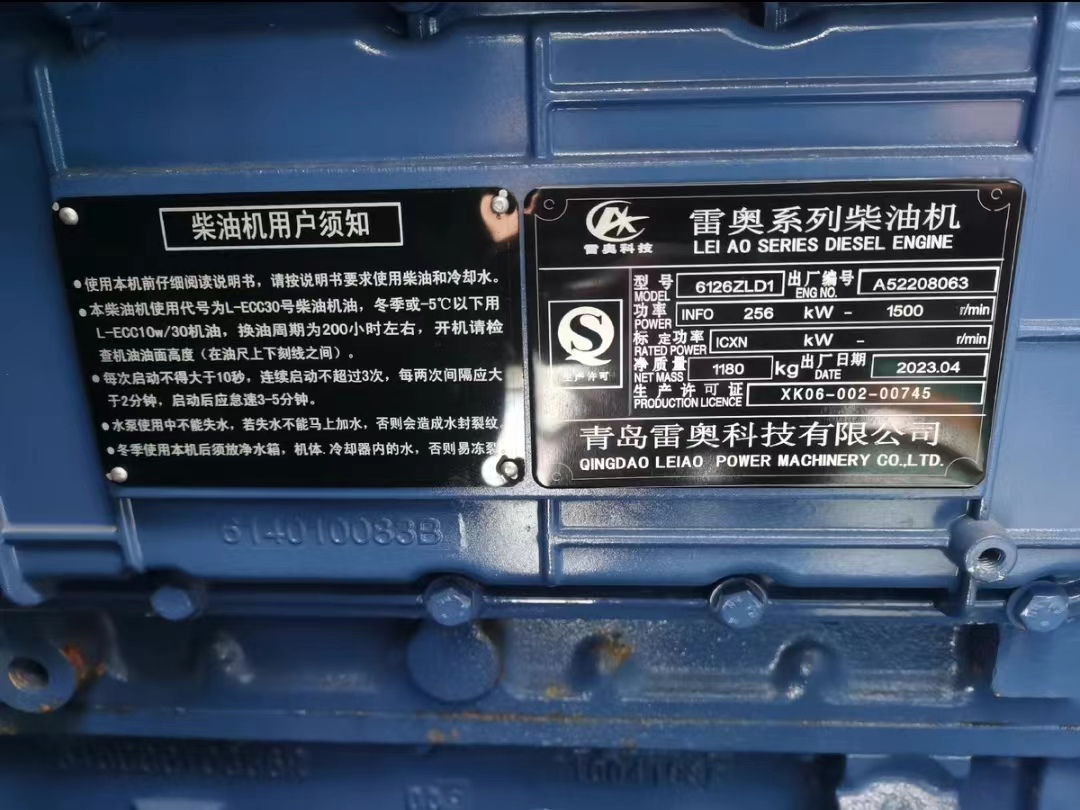 柴油机用户须知
●使用本机前仔细阅读说明书，请按说明书要求使用柴油和冷却水。
●本柴油机使用代号为L-ECC30号柴油机油，冬季或-5℃以下用
L-ECC10w/30机油，换油周期为200小时左右，开机请检
查机油油面高度（在油尺上下刻线之间）。
●每次启动不得大于10秒，连续启动不超过3次，每两次间隔应大
于2分钟，启动后应怠速3-5分钟。
●水泵使用中不能失水，若失水不能马上加水，否则会造成水封裂纹
●冬季使用本机后须放净水箱，机体.冷却器内的水，否则易冻裂
雷奥科技
雷奥系列柴油机
LEI AO SERIES DIESEL ENGINE
型号 MODEL 6126ZLD1 出厂编号 ENG NO. A52208063
功率 POWER INFO 256 kW - 1500 r/min
标定功率 RATED POWER ICXN kW - r/min
净质量 NET MASS 1180 kg 出厂日期 DATE 2023.04
生产许可证 PRODUCTION LICENCE XK06-002-00745
生产许可
青岛雷奥科技有限公司
QINGDAO LEIAO POWER MACHINERY CO.,LTD.
614010083B